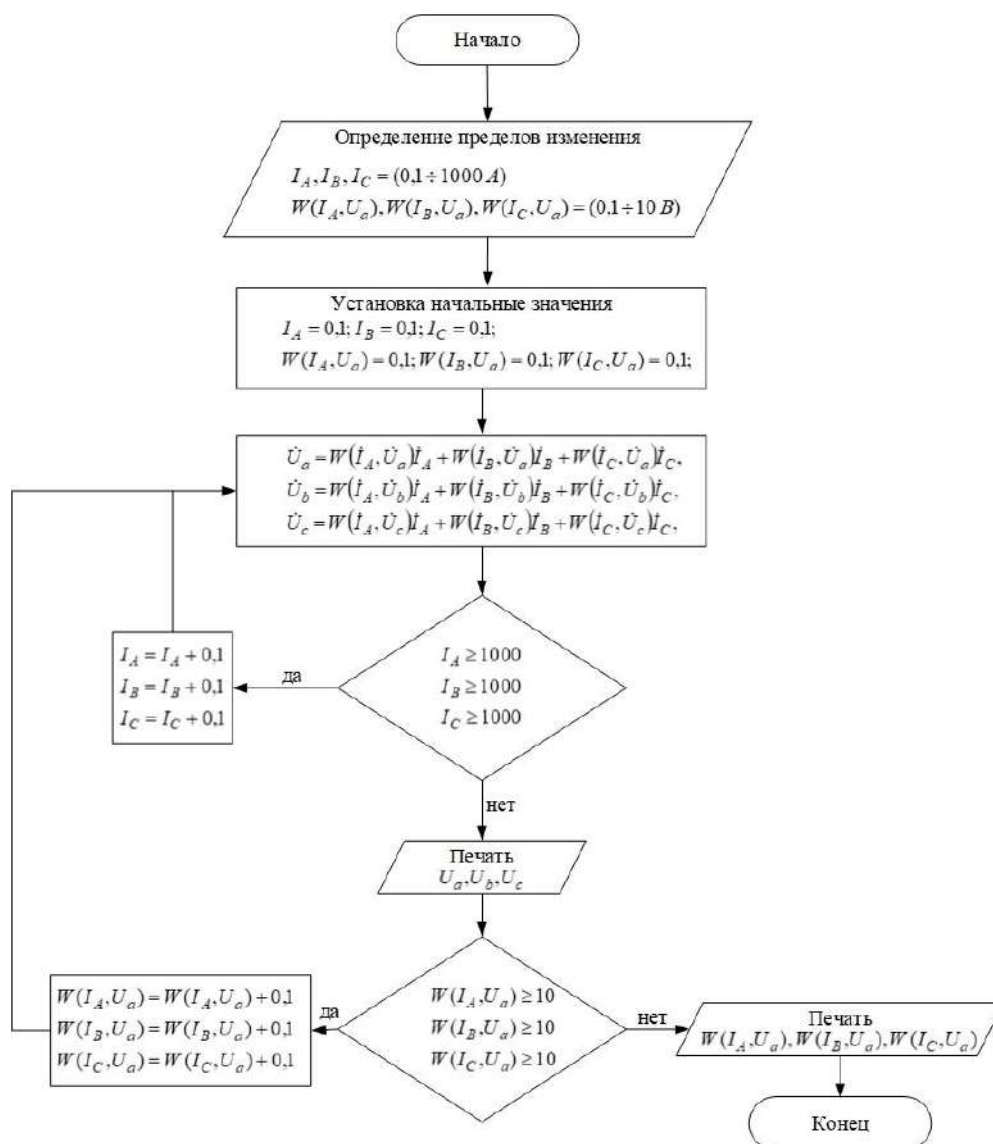 Начало
Определение пределов изменения
I_A, I_B, I_C = (0,1 ÷ 1000 A)
W(I_A,U_a), W(I_B,U_a), W(I_C,U_a) = (0,1 ÷ 10 В)
Установка начальные значения
I_A = 0,1; I_B = 0,1; I_C = 0,1;
W(I_A,U_a) = 0,1; W(I_B,U_a) = 0,1; W(I_C,U_a) = 0,1;
U̇_a = W(İ_A,U̇_a)İ_A + W(İ_B,U̇_a)İ_B + W(İ_C,U̇_a)İ_C,
U̇_b = W(İ_A,U̇_b)İ_A + W(İ_B,U̇_b)İ_B + W(İ_C,U̇_b)İ_C,
U̇_c = W(İ_A,U̇_c)İ_A + W(İ_B,U̇_c)İ_B + W(İ_C,U̇_c)İ_C,
I_A = I_A + 0,1
I_B = I_B + 0,1
I_C = I_C + 0,1
да
I_A ≥ 1000
I_B ≥ 1000
I_C ≥ 1000
нет
Печать
U_a, U_b, U_c
W(I_A,U_a) = W(I_A,U_a) + 0,1
W(I_B,U_a) = W(I_B,U_a) + 0,1
W(I_C,U_a) = W(I_C,U_a) + 0,1
да
W(I_A,U_a) ≥ 10
W(I_B,U_a) ≥ 10
W(I_C,U_a) ≥ 10
нет
Печать
W(I_A,U_a), W(I_B,U_a), W(I_C,U_a)
Конец